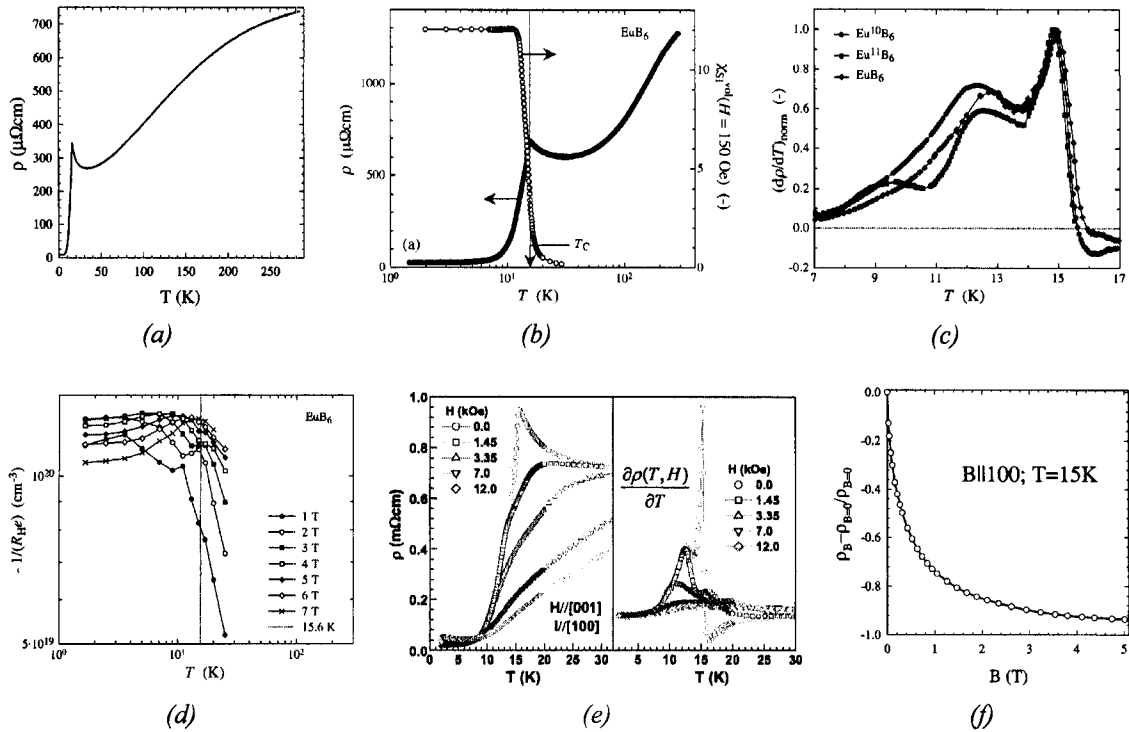 ρ (μΩcm)
700
600
500
400
300
200
100
0
0 50 100 150 200 250
T (K)
(a)
EuB6
ρ (μΩcm)
1000
500
0
10
5
0
χSI^vol(H = 150 Oe) (-)
(a)
TC
10^0 10^1 10^2
T (K)
(b)
Eu^10B6
Eu^11B6
EuB6
(dρ/dT)norm (-)
1.0
0.8
0.6
0.4
0.2
0.0
-0.2
7 9 11 13 15 17
T (K)
(c)
EuB6
- 1/(RHe) (cm^-3)
10^20
5·10^19
1 T
2 T
3 T
4 T
5 T
6 T
7 T
15.6 K
10^0 10^1 10^2
T (K)
(d)
ρ (mΩcm)
1.0
0.8
0.6
0.4
0.2
0.0
H (kOe)
0.0
1.45
3.35
7.0
12.0
H//[001]
I//[100]
5 10 15 20 25 30
T (K)
∂ρ(T,H)
∂T
H (kOe)
0.0
1.45
3.35
7.0
12.0
5 10 15 20 25 30
T (K)
(e)
ρB−ρB=0/ρB=0
0.0
-0.2
-0.4
-0.6
-0.8
-1.0
B||100; T=15K
0 1 2 3 4 5
B (T)
(f)